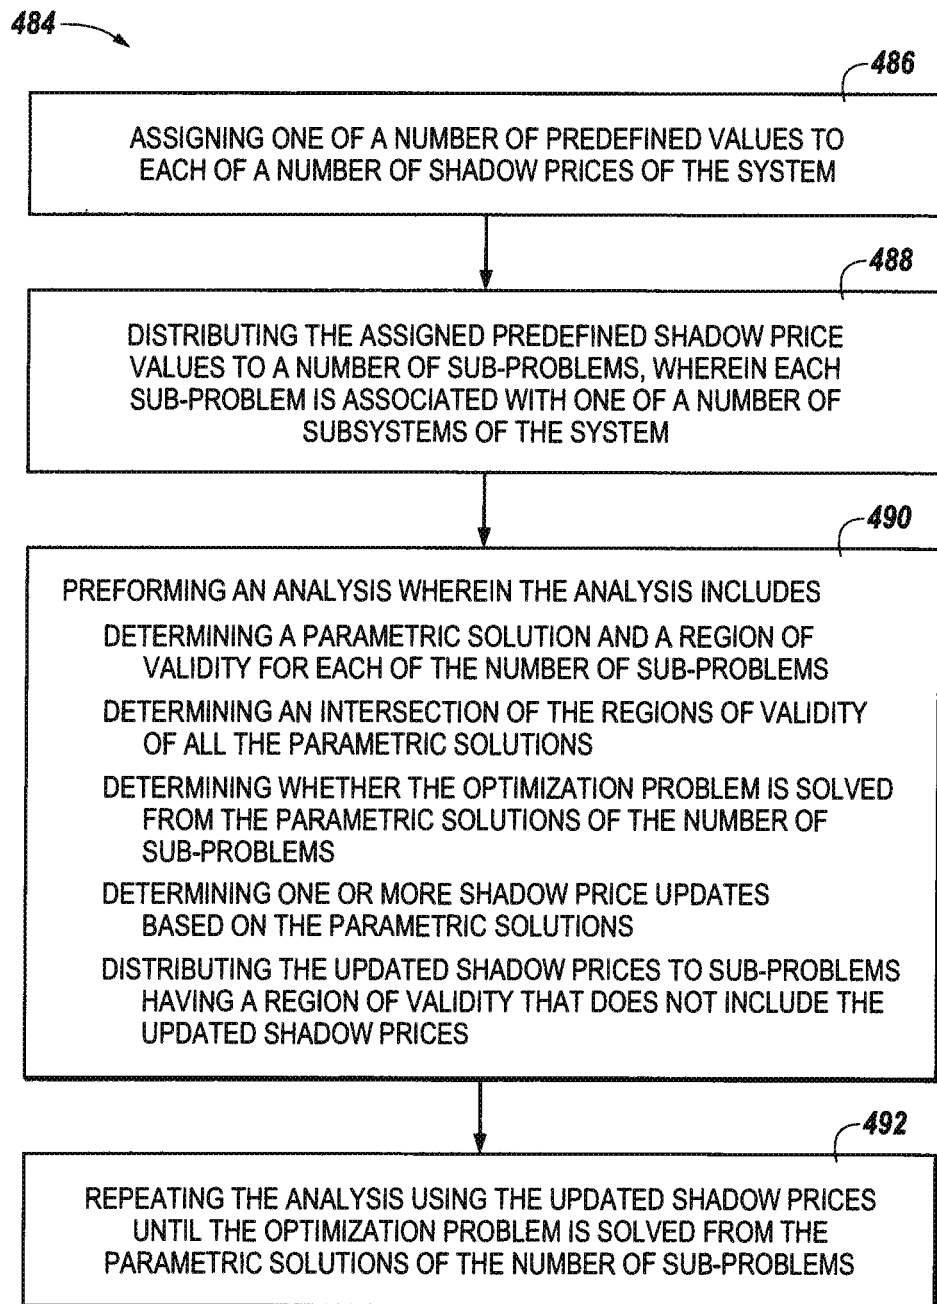 484
486
ASSIGNING ONE OF A NUMBER OF PREDEFINED VALUES TO
EACH OF A NUMBER OF SHADOW PRICES OF THE SYSTEM
488
DISTRIBUTING THE ASSIGNED PREDEFINED SHADOW PRICE
VALUES TO A NUMBER OF SUB-PROBLEMS, WHEREIN EACH
SUB-PROBLEM IS ASSOCIATED WITH ONE OF A NUMBER OF
SUBSYSTEMS OF THE SYSTEM
490
PREFORMING AN ANALYSIS WHEREIN THE ANALYSIS INCLUDES
DETERMINING A PARAMETRIC SOLUTION AND A REGION OF
VALIDITY FOR EACH OF THE NUMBER OF SUB-PROBLEMS
DETERMINING AN INTERSECTION OF THE REGIONS OF VALIDITY
OF ALL THE PARAMETRIC SOLUTIONS
DETERMINING WHETHER THE OPTIMIZATION PROBLEM IS SOLVED
FROM THE PARAMETRIC SOLUTIONS OF THE NUMBER OF
SUB-PROBLEMS
DETERMINING ONE OR MORE SHADOW PRICE UPDATES
BASED ON THE PARAMETRIC SOLUTIONS
DISTRIBUTING THE UPDATED SHADOW PRICES TO SUB-PROBLEMS
HAVING A REGION OF VALIDITY THAT DOES NOT INCLUDE THE
UPDATED SHADOW PRICES
492
REPEATING THE ANALYSIS USING THE UPDATED SHADOW PRICES
UNTIL THE OPTIMIZATION PROBLEM IS SOLVED FROM THE
PARAMETRIC SOLUTIONS OF THE NUMBER OF SUB-PROBLEMS